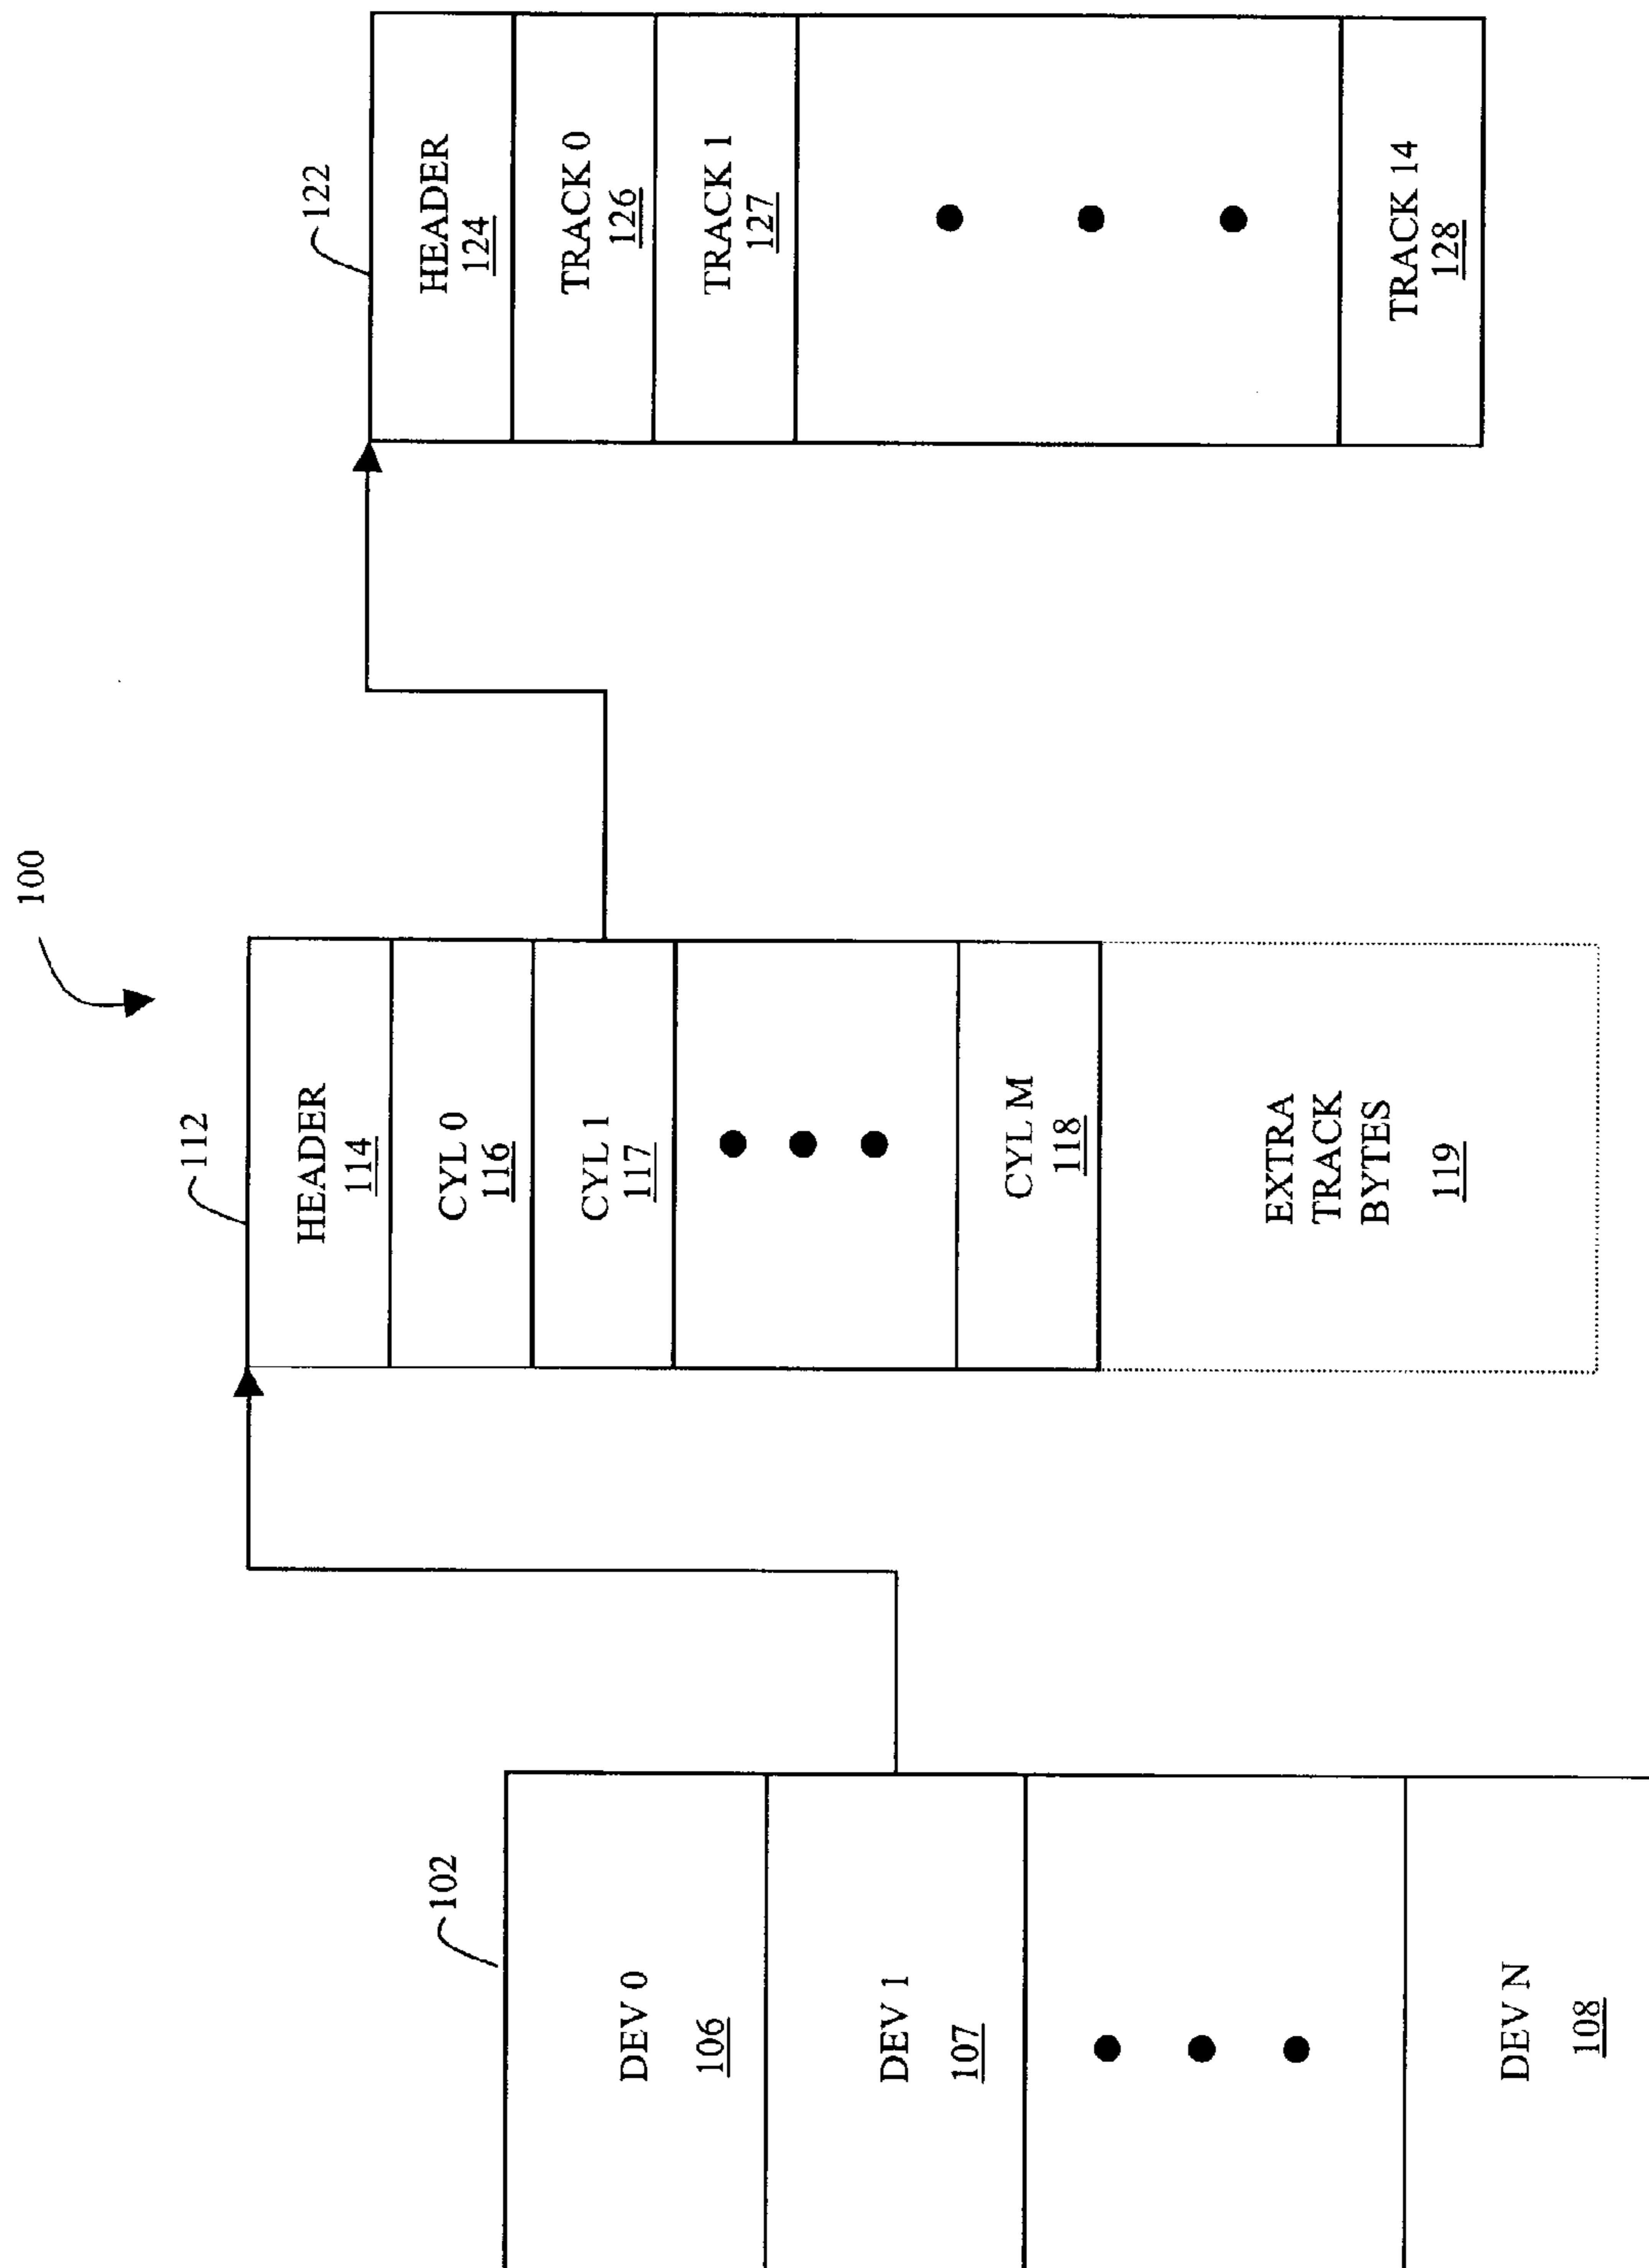 100
102
DEV 0
106
DEV 1
107
DEV N
108
112
HEADER
114
CYL 0
116
CYL 1
117
CYL M
118
EXTRA
TRACK
BYTES
119
122
HEADER
124
TRACK 0
126
TRACK 1
127
TRACK 14
128